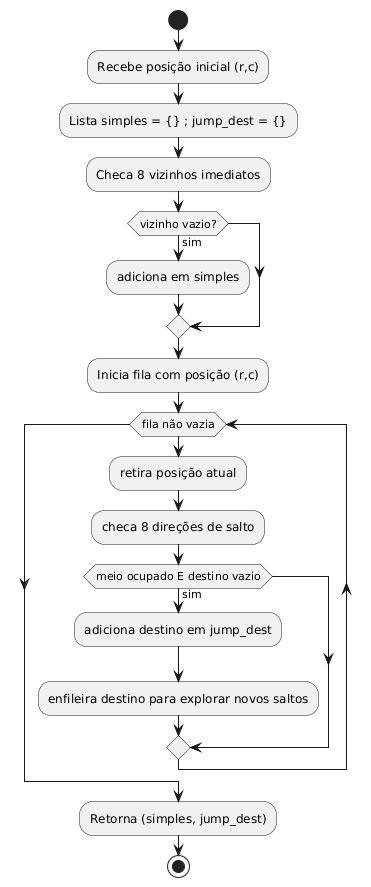 Recebe posição inicial (r,c)
Lista simples = {} ; jump_dest = {}
Checa 8 vizinhos imediatos
vizinho vazio?
sim
adiciona em simples
Inicia fila com posição (r,c)
fila não vazia
retira posição atual
checa 8 direções de salto
meio ocupado E destino vazio
sim
adiciona destino em jump_dest
enfileira destino para explorar novos saltos
Retorna (simples, jump_dest)